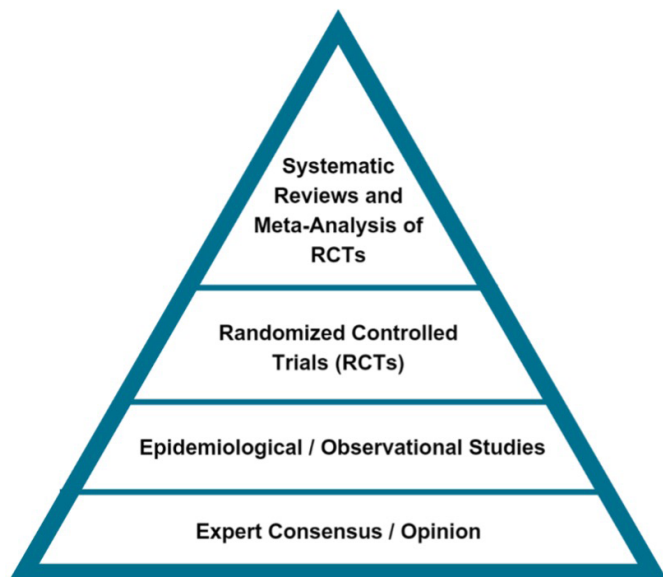 Systematic
Reviews and
Meta-Analysis of
RCTs
Randomized Controlled
Trials (RCTs)
Epidemiological / Observational Studies
Expert Consensus / Opinion